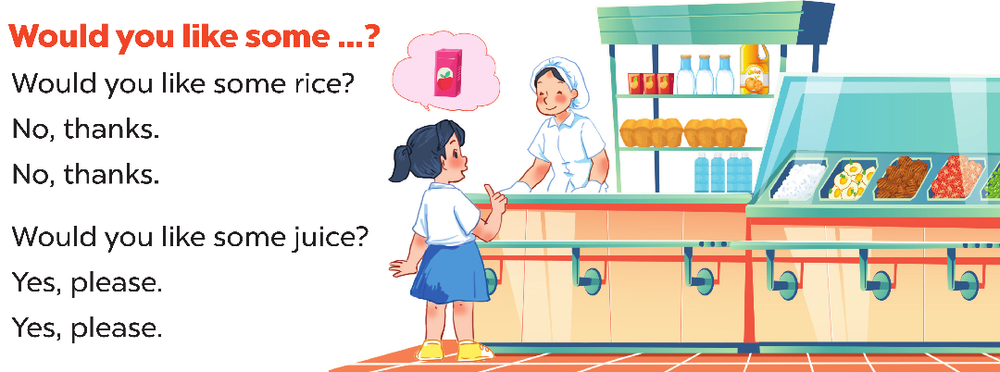 Would you like some ...?
Would you like some rice?
No, thanks.
No, thanks.
Would you like some juice?
Yes, please.
Yes, please.
juice